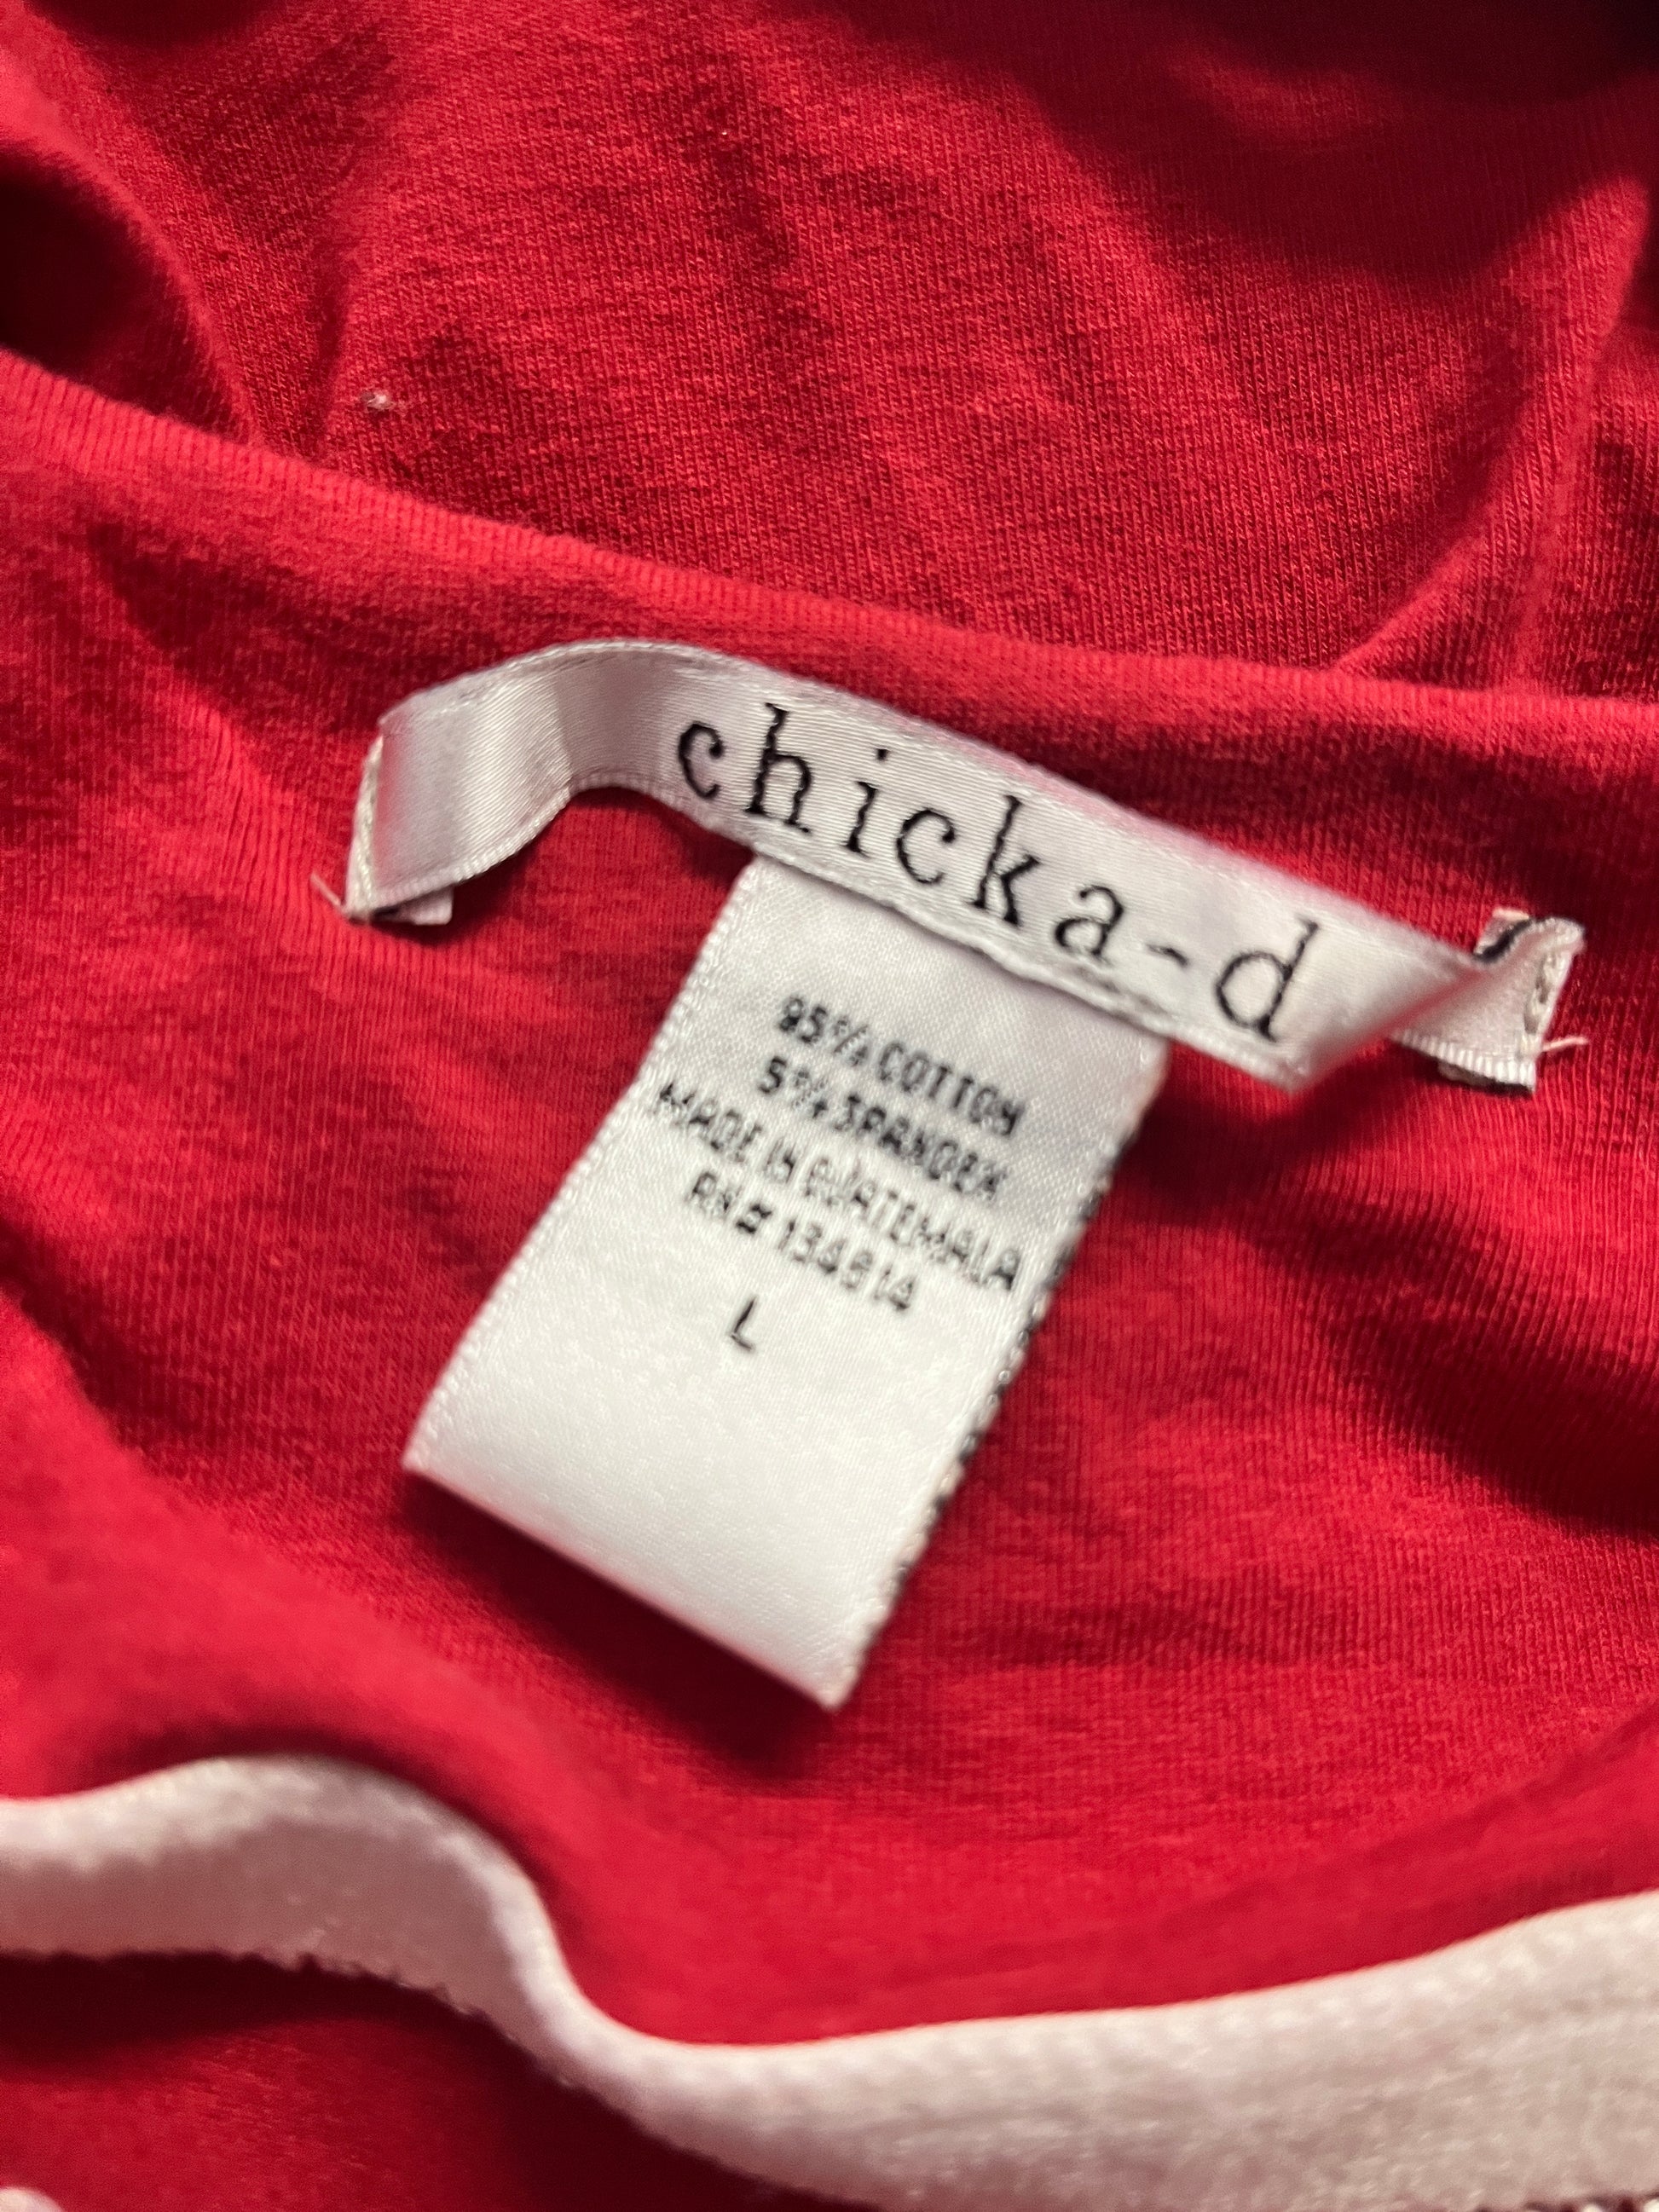 chicka-d
95% COTTON
5% SPANDEX
MADE IN GUATEMALA
RN# 134814
L